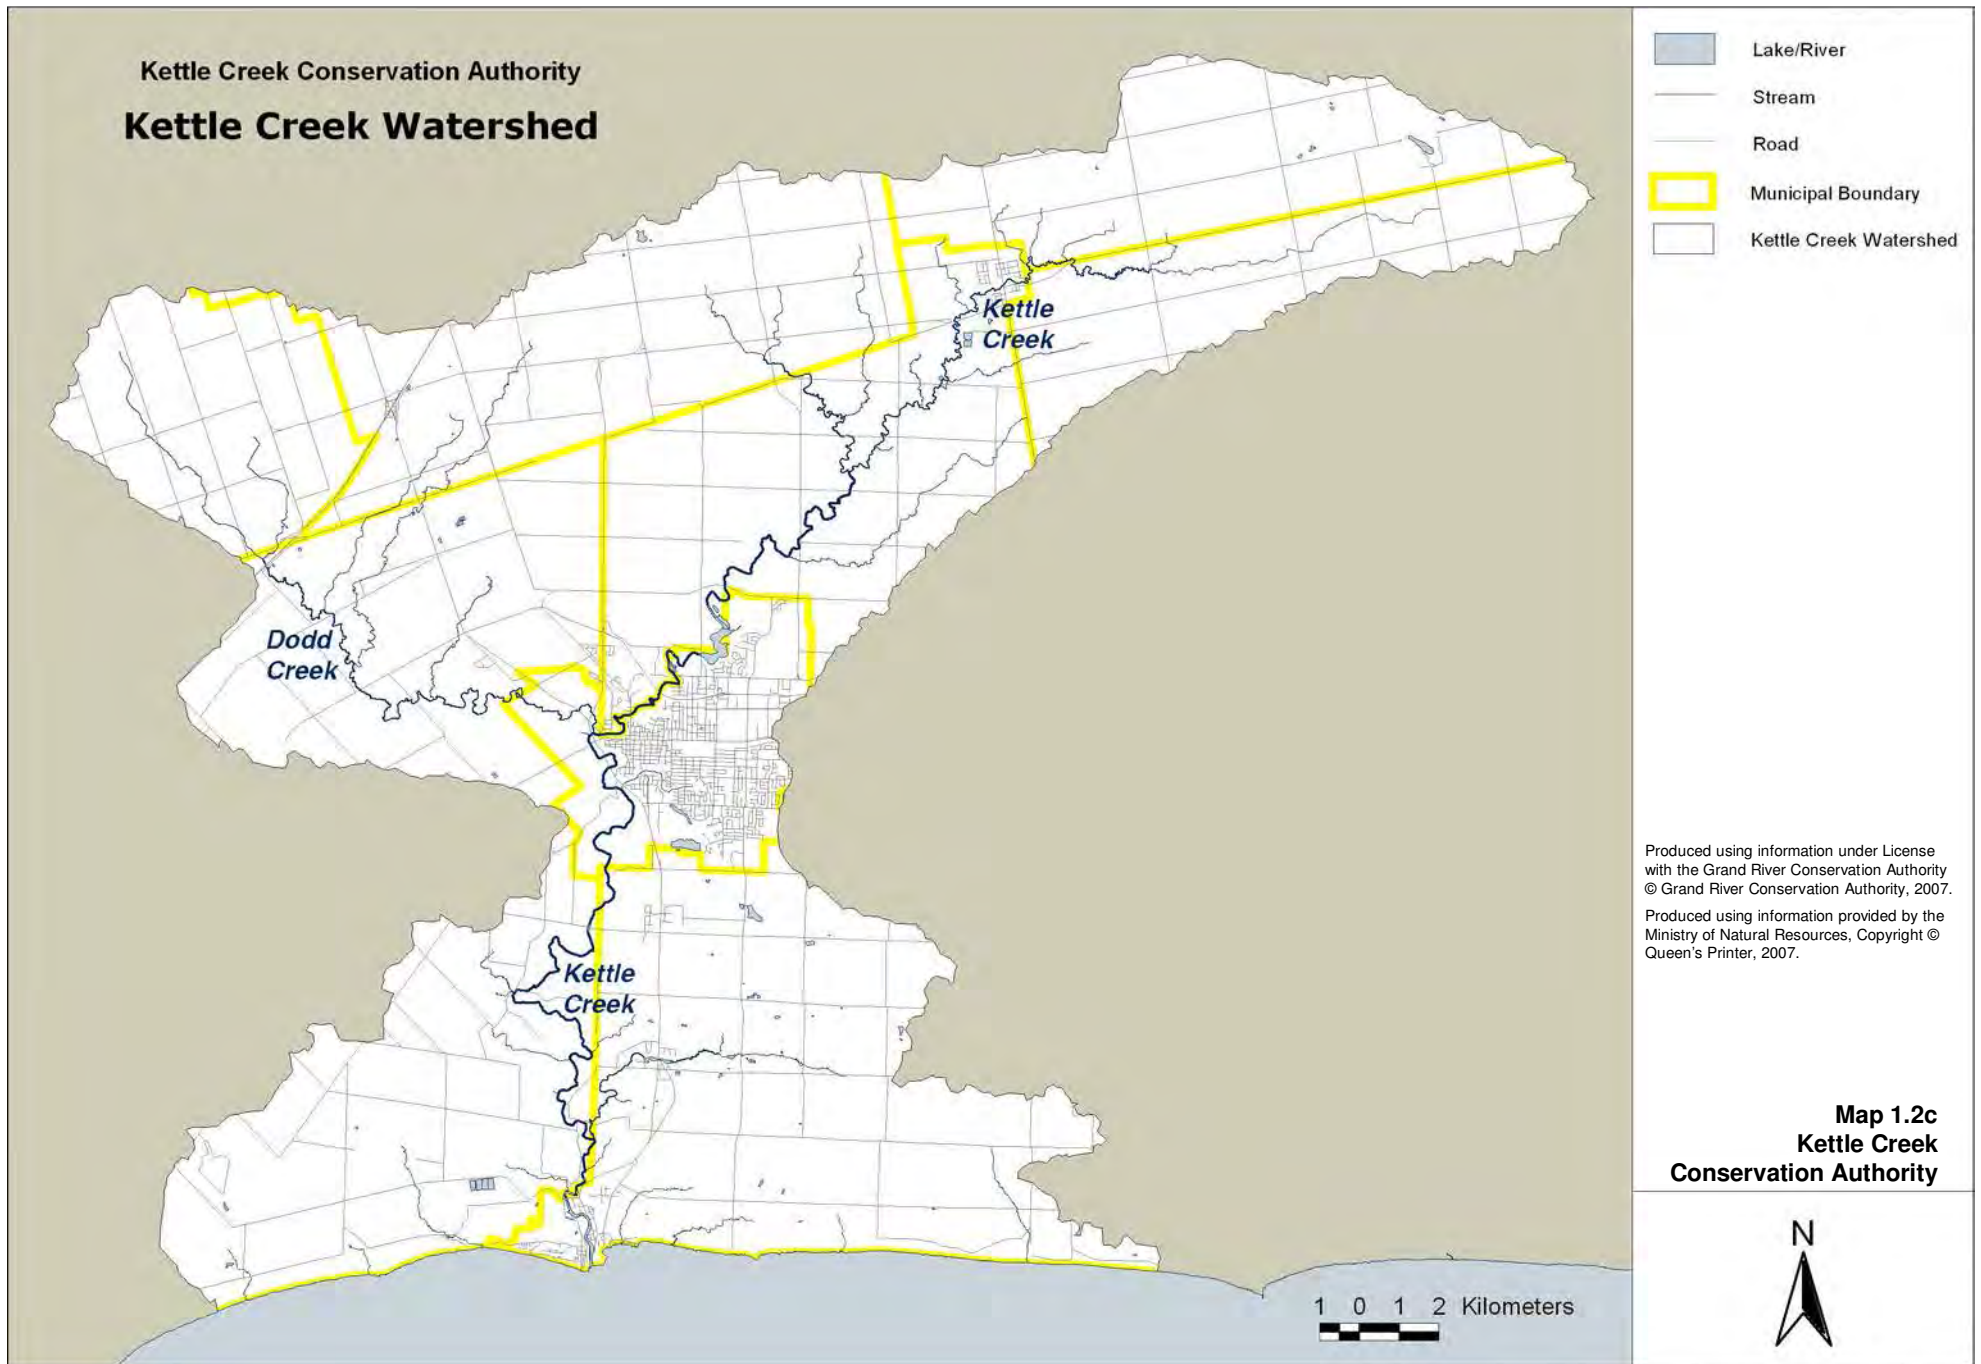 Kettle Creek Conservation Authority
Kettle Creek Watershed
Lake/River
Stream
Road
Municipal Boundary
Kettle Creek Watershed
Kettle
Creek
Dodd
Creek
Kettle
Creek
Produced using information under License
with the Grand River Conservation Authority
© Grand River Conservation Authority, 2007.
Produced using information provided by the
Ministry of Natural Resources, Copyright ©
Queen's Printer, 2007.
Map 1.2c
Kettle Creek
Conservation Authority
N
1 0 1 2 Kilometers